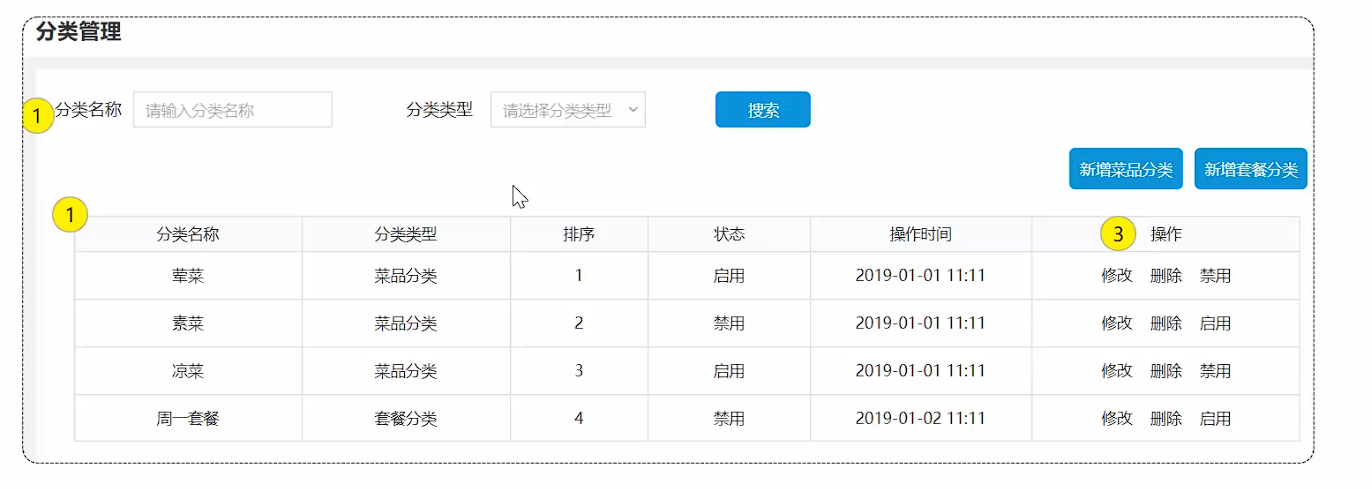 分类管理
1 分类名称 请输入分类名称 分类类型 请选择分类类型 搜索
新增菜品分类 新增套餐分类
1
分类名称 分类类型 排序 状态 操作时间 3 操作
荤菜 菜品分类 1 启用 2019-01-01 11:11 修改 删除 禁用
素菜 菜品分类 2 禁用 2019-01-01 11:11 修改 删除 启用
凉菜 菜品分类 3 启用 2019-01-01 11:11 修改 删除 禁用
周一套餐 套餐分类 4 禁用 2019-01-02 11:11 修改 删除 启用